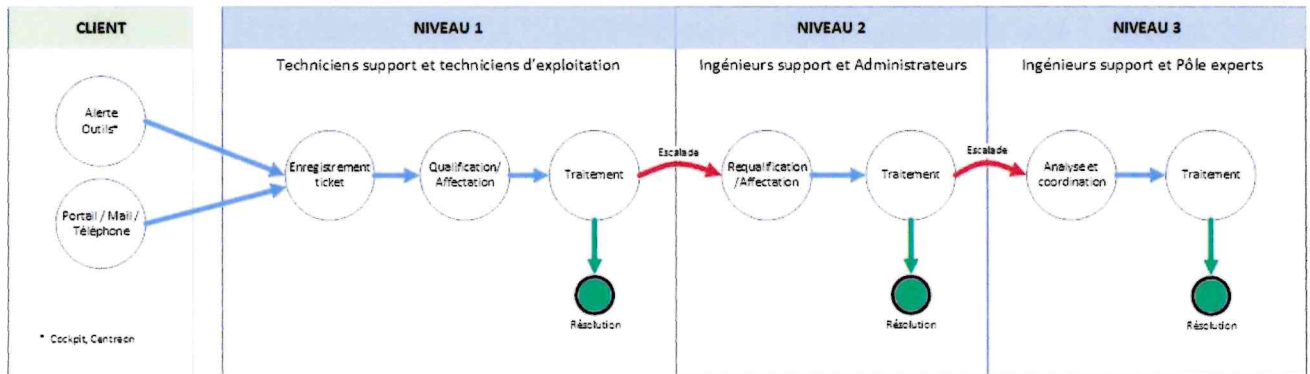 CLIENT
NIVEAU 1
NIVEAU 2
NIVEAU 3
Techniciens support et techniciens d'exploitation
Ingénieurs support et Administrateurs
Ingénieurs support et Pôle experts
Alerte
Outils*
Portail / Mail /
Téléphone
* Cockpit, Centreon
Enregistrement
ticket
Qualification/
Affectation
Traitement
Résolution
Escalade
Requalification
/Affectation
Traitement
Résolution
Escalade
Analyse et
coordination
Traitement
Résolution